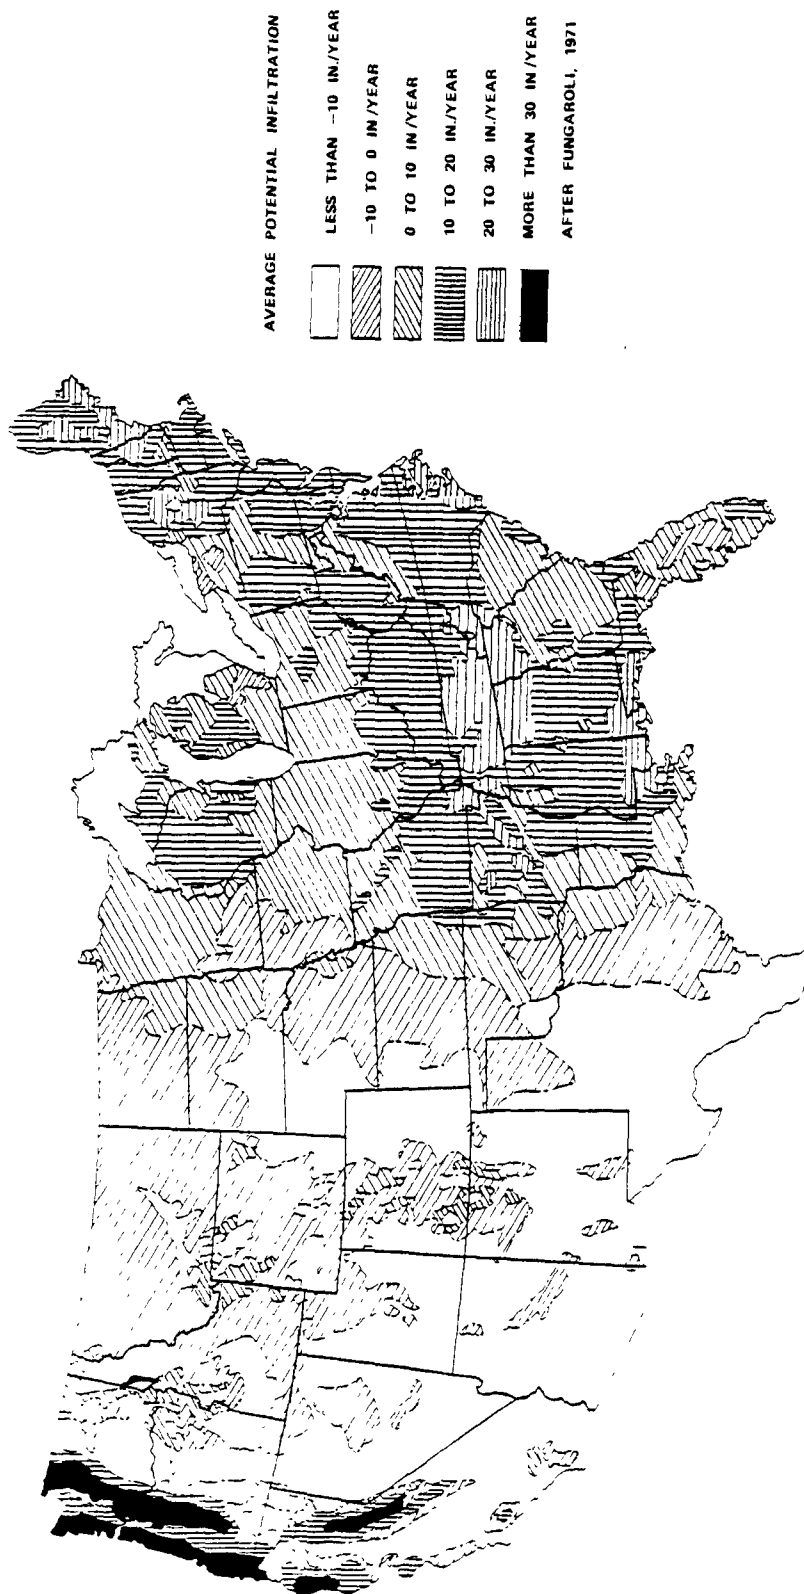 AVERAGE POTENTIAL INFILTRATION
LESS THAN −10 IN./YEAR
−10 TO 0 IN/YEAR
0 TO 10 IN/YEAR
10 TO 20 IN./YEAR
20 TO 30 IN./YEAR
MORE THAN 30 IN/YEAR
AFTER FUNGAROLI, 1971